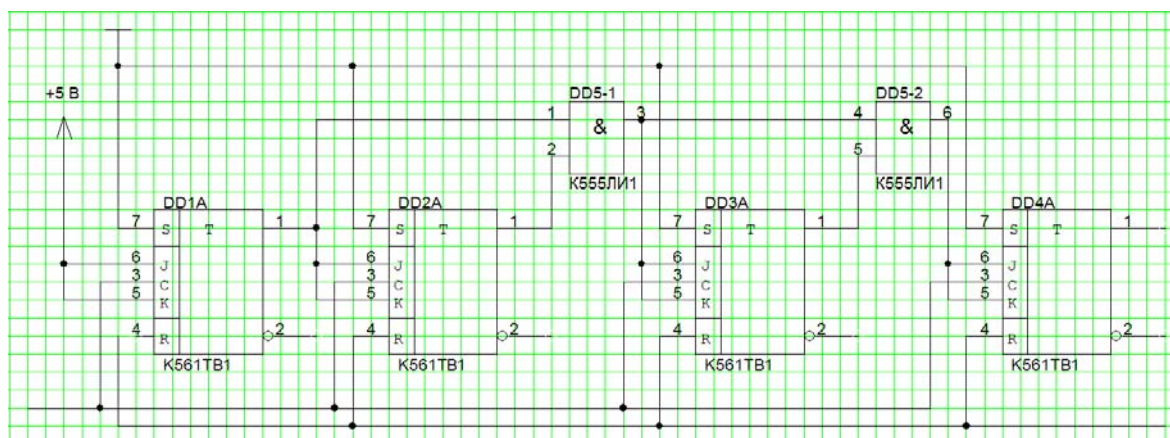 +5 В
DD5-1
1 & 3
2
К555ЛИ1
DD5-2
4 & 6
5
К555ЛИ1
DD1A
7 S T 1
6 J
3 C
5 K
4 R 2
К561ТВ1
DD2A
7 S T 1
6 J
3 C
5 K
4 R 2
К561ТВ1
DD3A
7 S T 1
6 J
3 C
5 K
4 R 2
К561ТВ1
DD4A
7 S T 1
6 J
3 C
5 K
4 R 2
К561ТВ1